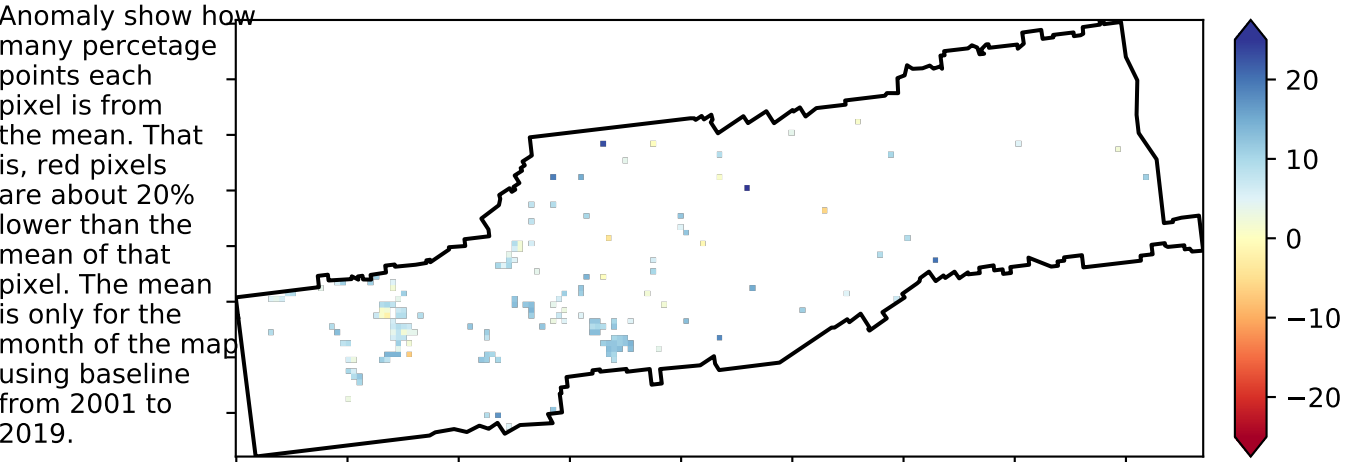 Anomaly show how
many percetage
points each
pixel is from
the mean. That
is, red pixels
are about 20%
lower than the
mean of that
pixel. The mean
is only for the
month of the map
using baseline
from 2001 to
2019.
20
10
0
−10
−20